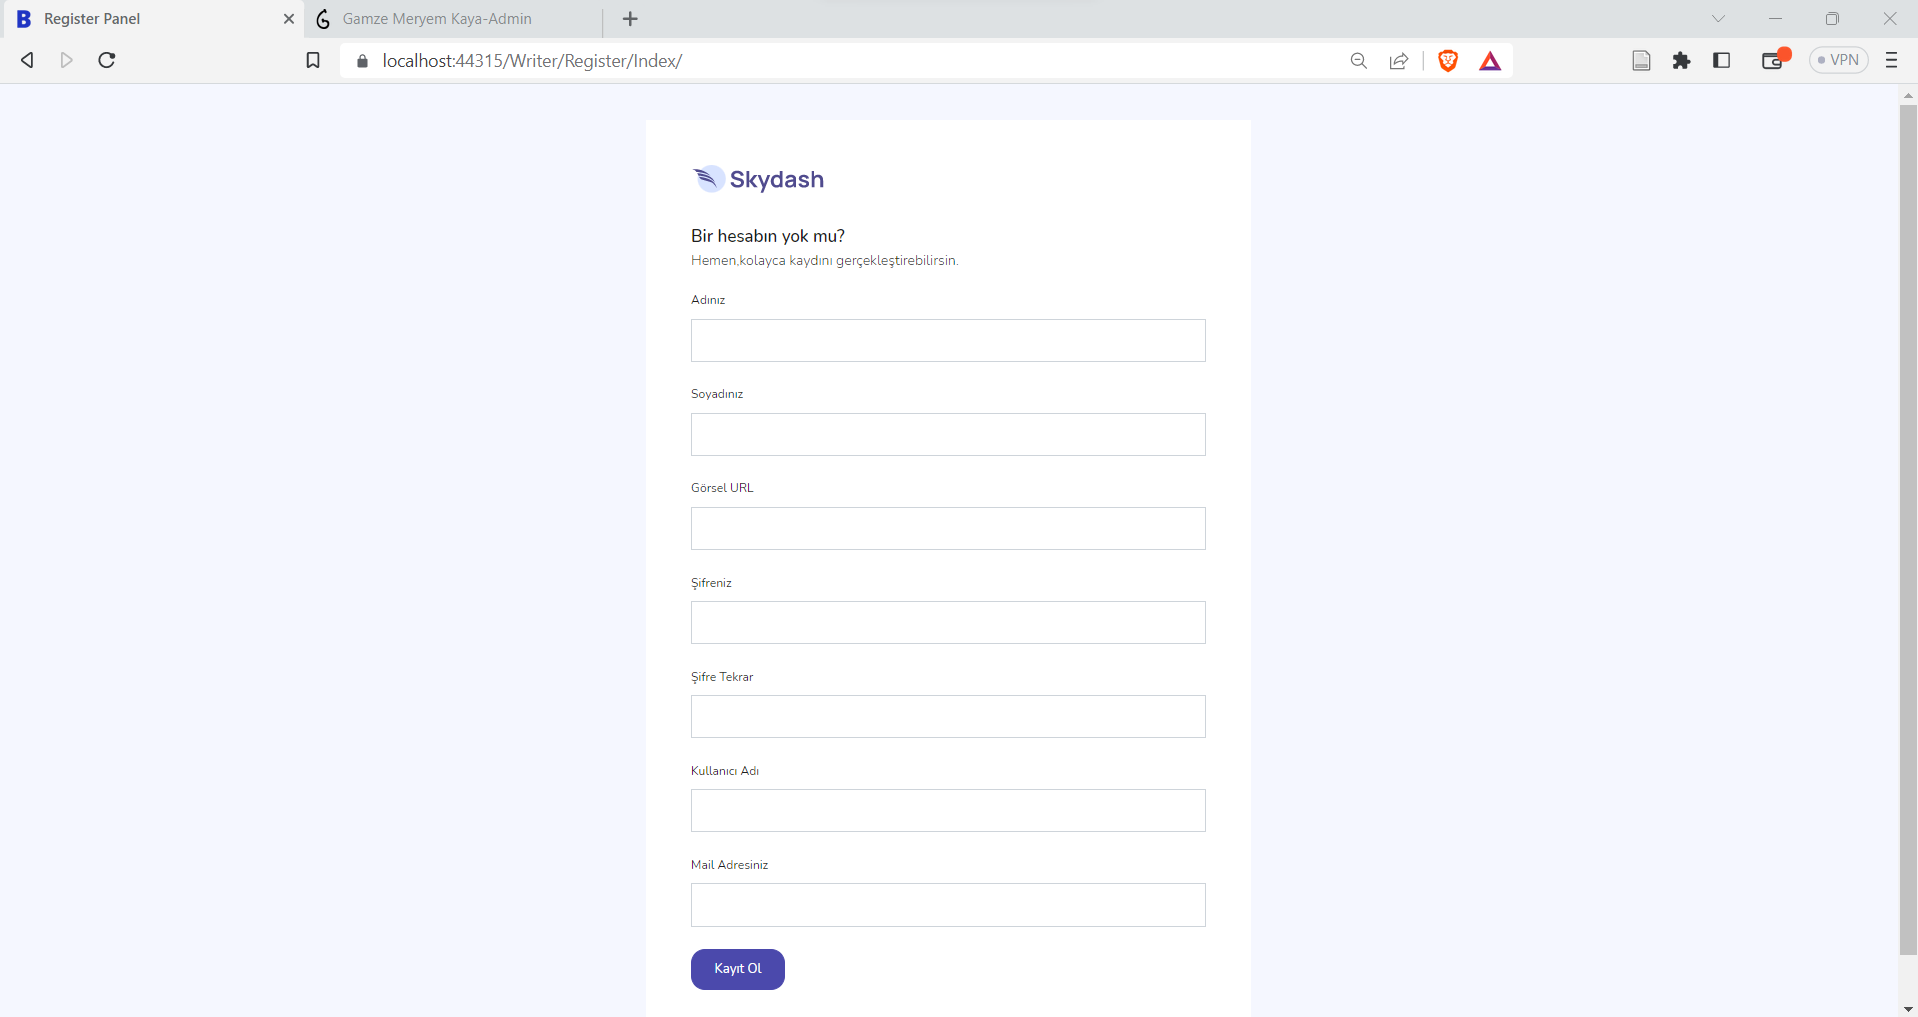 Register Panel
Gamze Meryem Kaya-Admin
localhost:44315/Writer/Register/Index/
VPN
Skydash
Bir hesabın yok mu?
Hemen,kolayca kaydını gerçekleştirebilirsin.
Adınız
Soyadınız
Görsel URL
Şifreniz
Şifre Tekrar
Kullanıcı Adı
Mail Adresiniz
Kayıt Ol